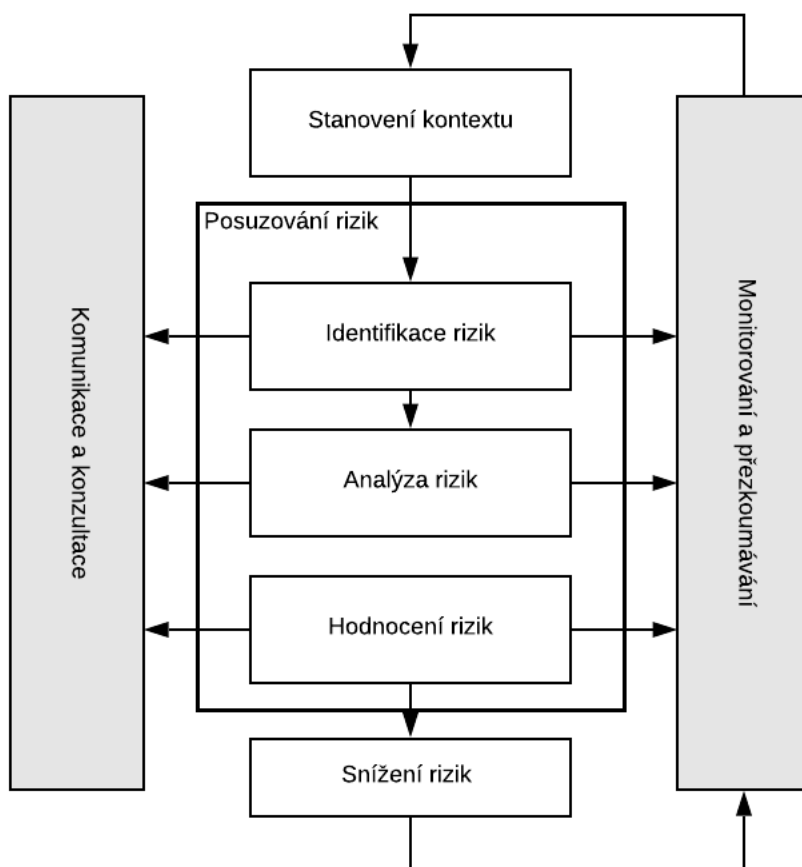 Stanovení kontextu
Posuzování rizik
Identifikace rizik
Analýza rizik
Hodnocení rizik
Snížení rizik
Komunikace a konzultace
Monitorování a přezkoumávání